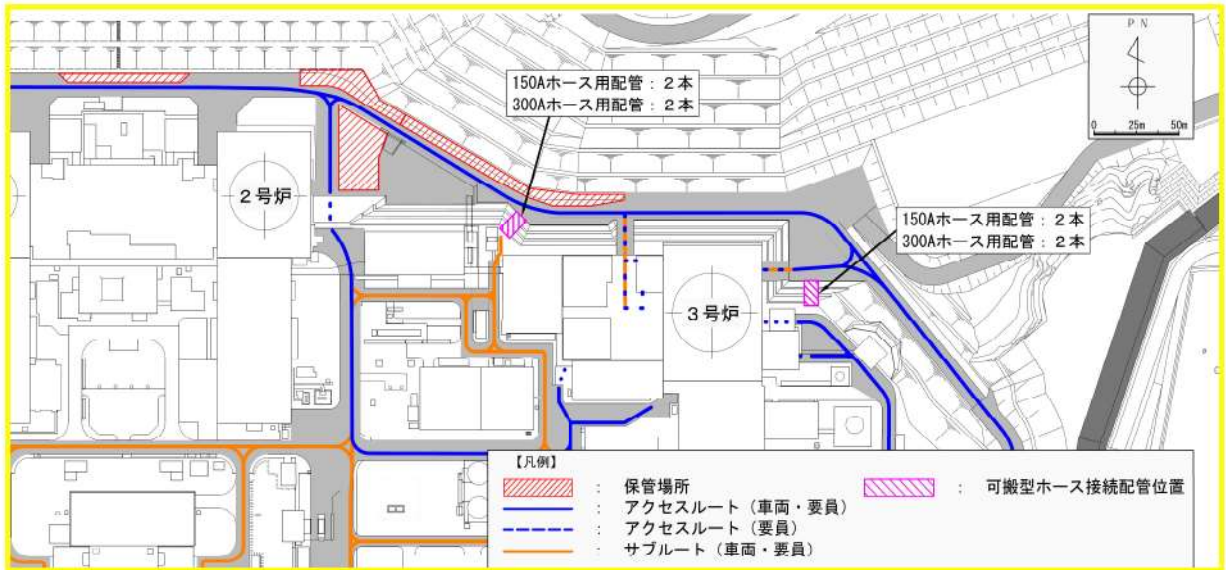 P N
0 25m 50m
150Aホース用配管：２本
300Aホース用配管：２本
２号炉
150Aホース用配管：２本
300Aホース用配管：２本
３号炉
【凡例】
： 保管場所
： 可搬型ホース接続配管位置
： アクセスルート（車両・要員）
： アクセスルート（要員）
： サブルート（車両・要員）